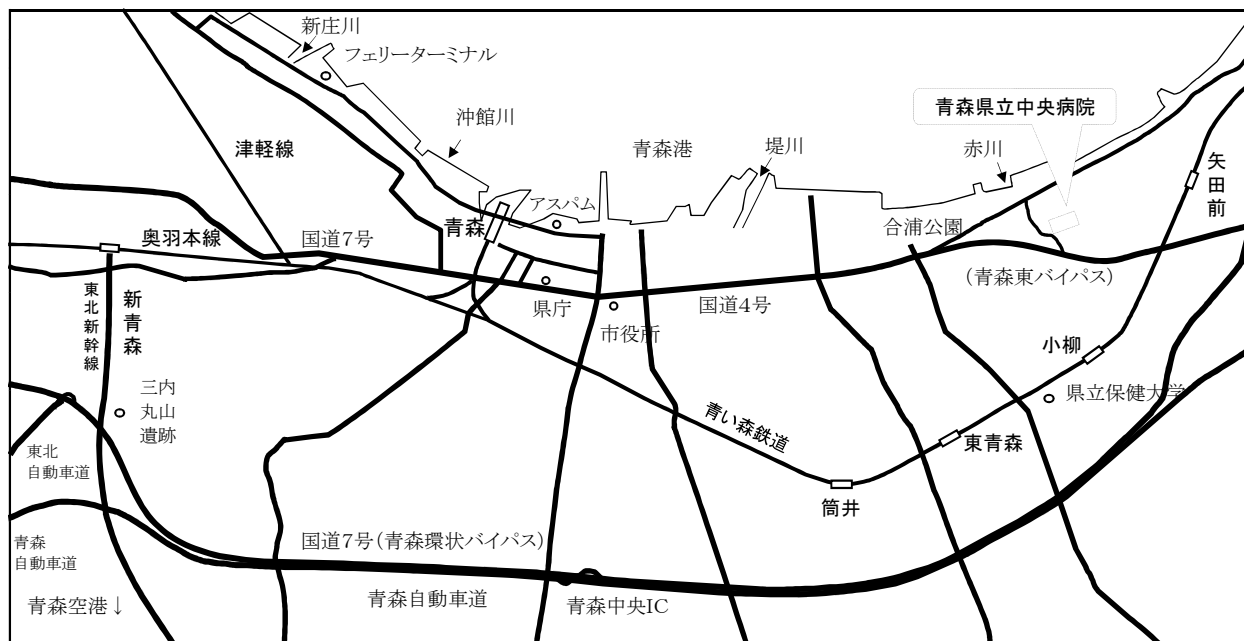 新庄川
フェリーターミナル
沖館川
津軽線
青森港
堤川
赤川
青森県立中央病院
矢田前
アスパム
青森
合浦公園
奥羽本線
国道7号
(青森東バイパス)
東北新幹線
新青森
県庁
市役所
国道4号
小柳
三内
丸山
遺跡
県立保健大学
青い森鉄道
東青森
東北
自動車道
筒井
国道7号(青森環状バイパス)
青森
自動車道
青森自動車道
青森中央IC
青森空港↓